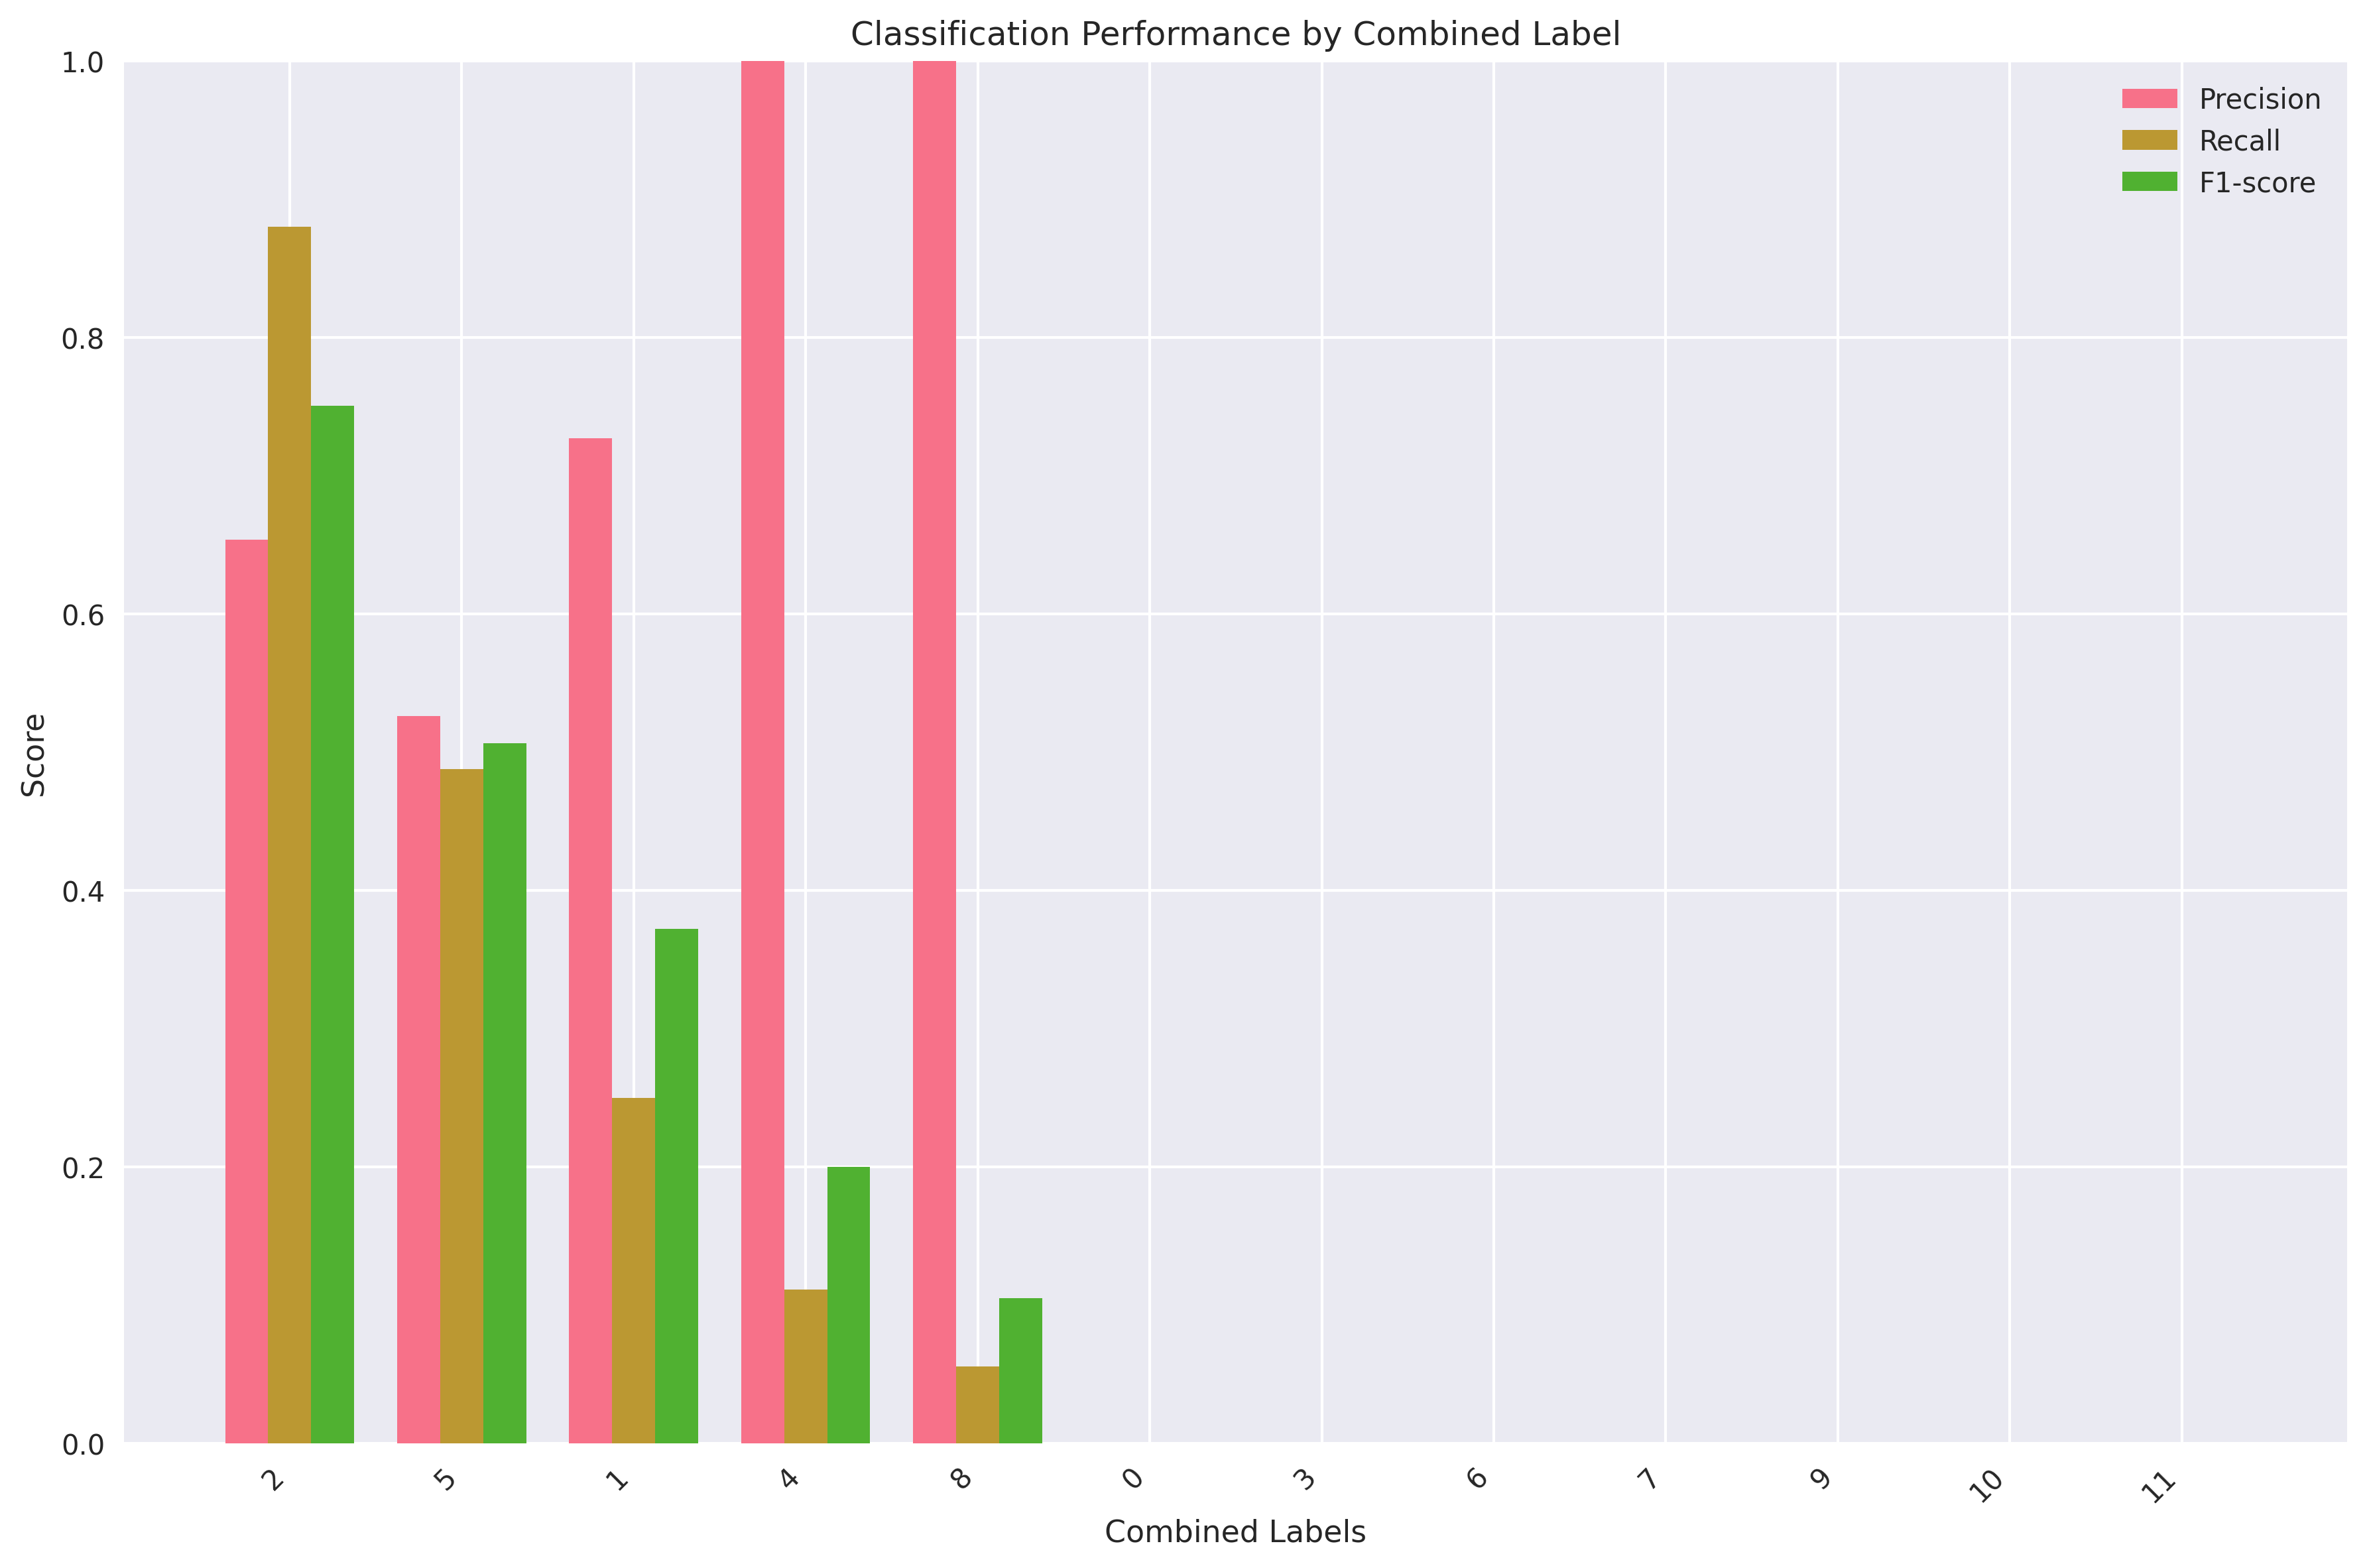 Classification Performance by Combined Label
1.0
0.8
0.6
0.4
0.2
0.0
Score
Precision
Recall
F1-score
2 5 1 4 8 0 3 6 7 9 10 11
Combined Labels